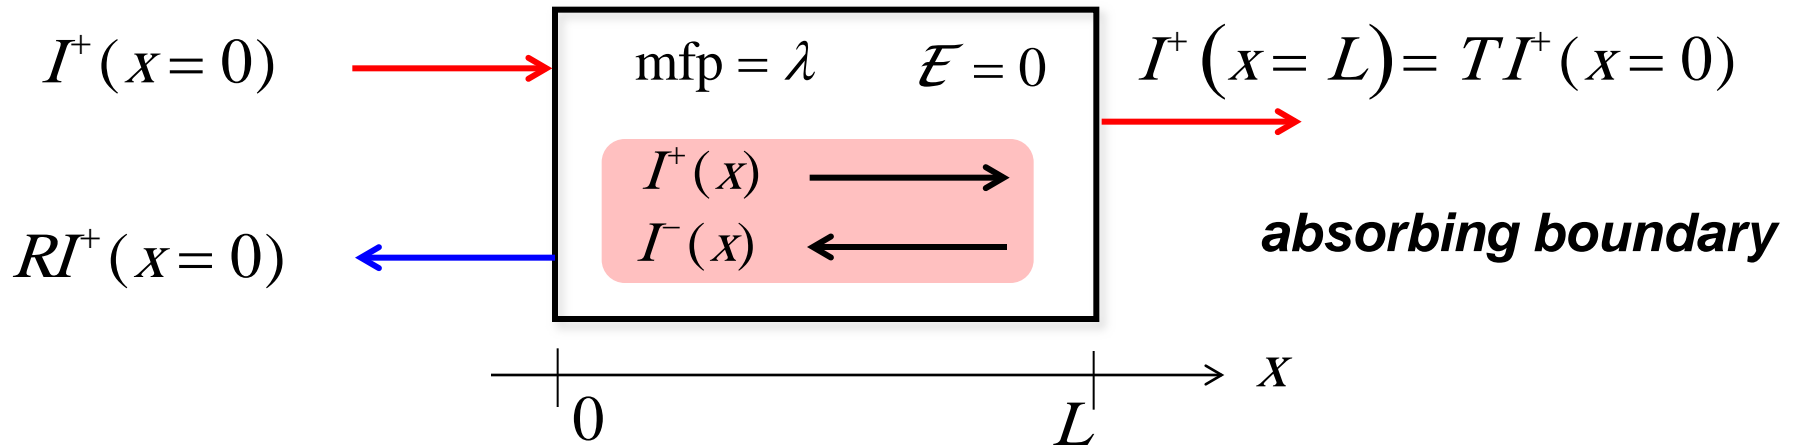 I⁺(x = 0)
mfp = λ
ℰ = 0
I⁺(x = L) = T I⁺(x = 0)
I⁺(x)
I⁻(x)
RI⁺(x = 0)
absorbing boundary
x
0
L